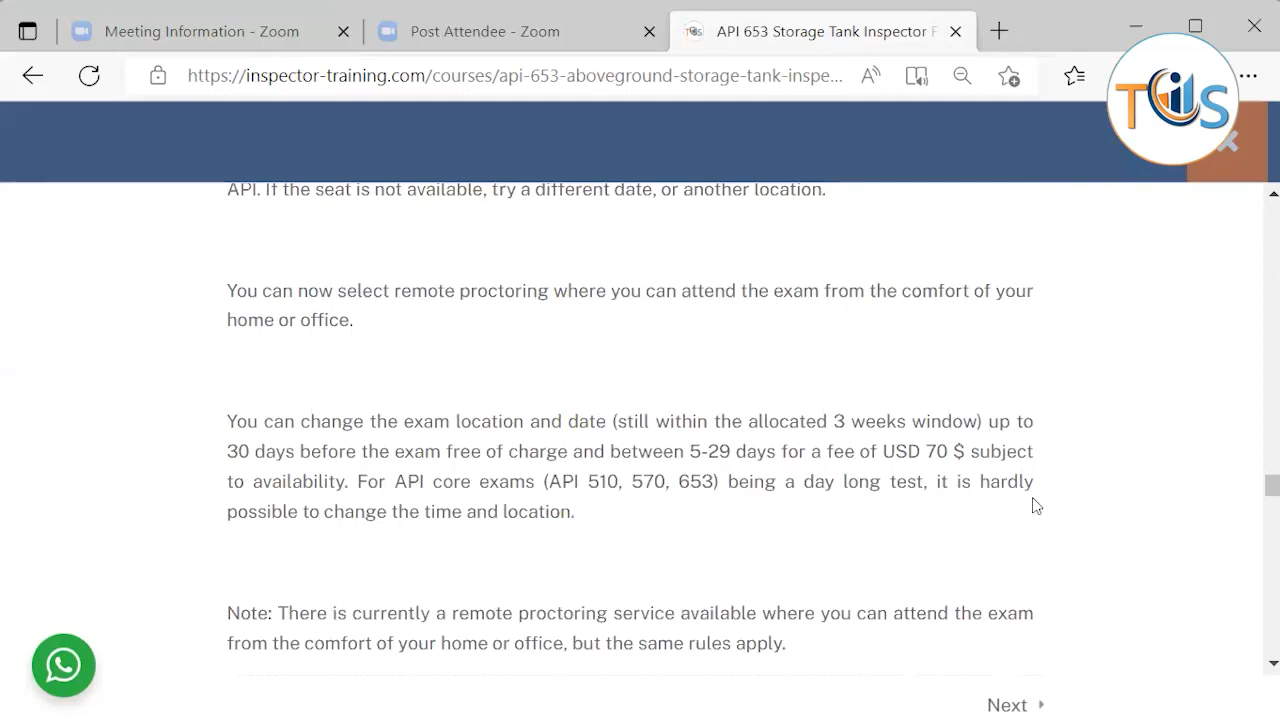 Meeting Information - Zoom
Post Attendee - Zoom
API 653 Storage Tank Inspector F
https://inspector-training.com/courses/api-653-aboveground-storage-tank-inspe...
TCIS
API. If the seat is not available, try a different date, or another location.
You can now select remote proctoring where you can attend the exam from the comfort of your
home or office.
You can change the exam location and date (still within the allocated 3 weeks window) up to
30 days before the exam free of charge and between 5-29 days for a fee of USD 70 $ subject
to availability. For API core exams (API 510, 570, 653) being a day long test, it is hardly
possible to change the time and location.
Note: There is currently a remote proctoring service available where you can attend the exam
from the comfort of your home or office, but the same rules apply.
Next